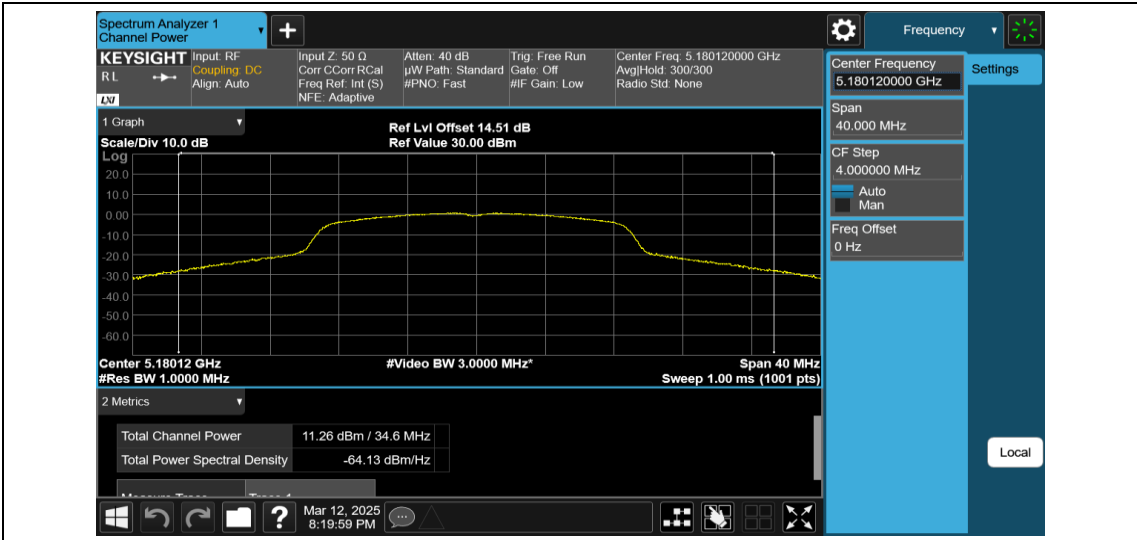 Spectrum Analyzer 1
Channel Power
Frequency
KEYSIGHT
R L
LXI
Input: RF
Coupling: DC
Align: Auto
Input Z: 50 Ω
Corr CCorr RCal
Freq Ref: Int (S)
NFE: Adaptive
Atten: 40 dB
µW Path: Standard
#PNO: Fast
Trig: Free Run
Gate: Off
#IF Gain: Low
Center Freq: 5.180120000 GHz
Avg|Hold: 300/300
Radio Std: None
1 Graph
Scale/Div 10.0 dB
Ref Lvl Offset 14.51 dB
Ref Value 30.00 dBm
Log
20.0
10.0
0.00
-10.0
-20.0
-30.0
-40.0
-50.0
-60.0
Center 5.18012 GHz
#Res BW 1.0000 MHz
#Video BW 3.0000 MHz*
Span 40 MHz
Sweep 1.00 ms (1001 pts)
2 Metrics
Total Channel Power 11.26 dBm / 34.6 MHz
Total Power Spectral Density -64.13 dBm/Hz
?
Mar 12, 2025
8:19:59 PM
Center Frequency
5.180120000 GHz
Span
40.000 MHz
CF Step
4.000000 MHz
Auto
Man
Freq Offset
0 Hz
Settings
Local